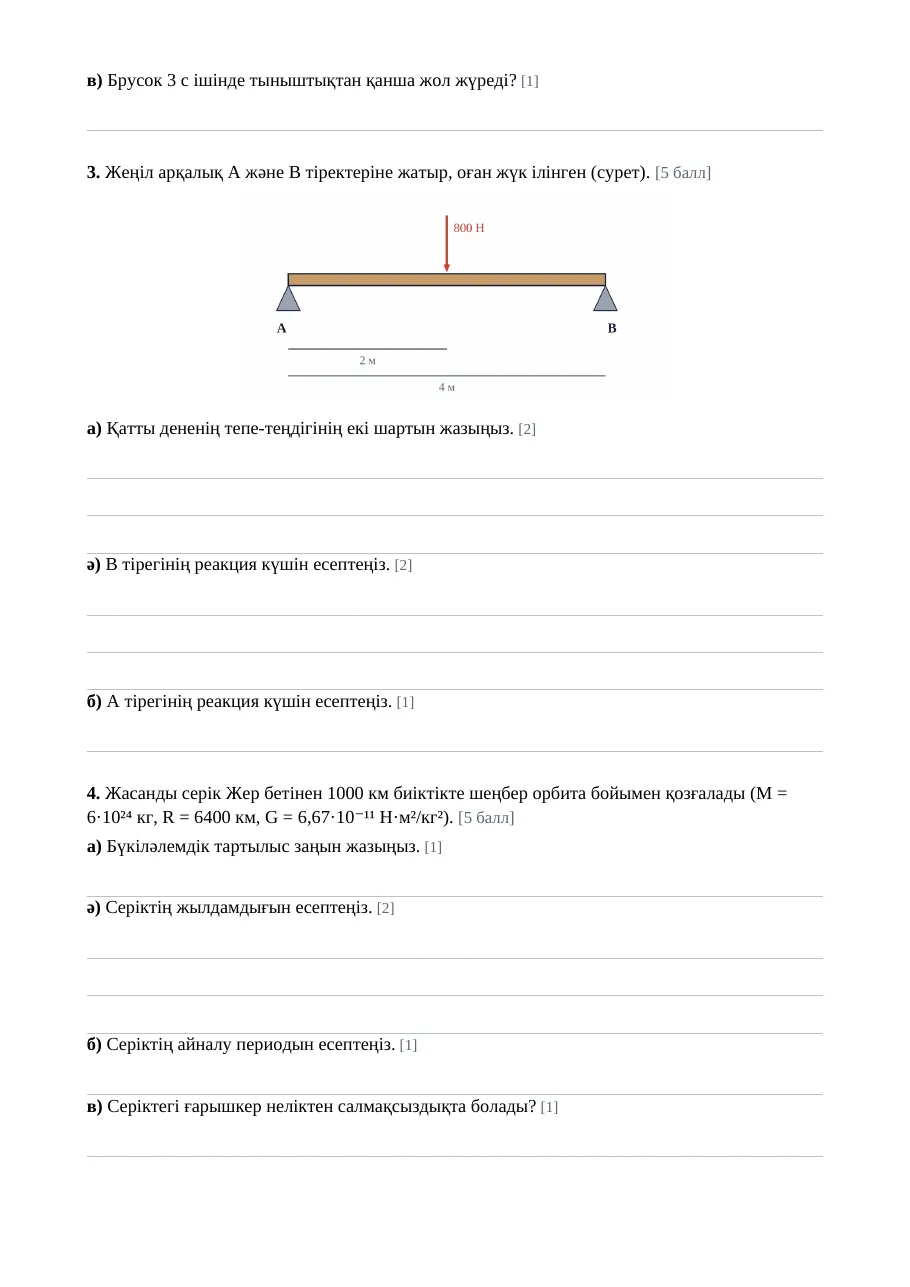 в) Брусок 3 с ішінде тыныштықтан қанша жол жүреді? [1]
3. Жеңіл арқалық A және B тіректеріне жатыр, оған жүк ілінген (сурет). [5 балл]
800 Н
A
B
2 м
4 м
а) Қатты дененің тепе-теңдігінің екі шартын жазыңыз. [2]
ә) B тірегінің реакция күшін есептеңіз. [2]
б) A тірегінің реакция күшін есептеңіз. [1]
4. Жасанды серік Жер бетінен 1000 км биіктікте шеңбер орбита бойымен қозғалады (M =
6·10²⁴ кг, R = 6400 км, G = 6,67·10⁻¹¹ Н·м²/кг²). [5 балл]
а) Бүкіләлемдік тартылыс заңын жазыңыз. [1]
ә) Серіктің жылдамдығын есептеңіз. [2]
б) Серіктің айналу периодын есептеңіз. [1]
в) Серіктегі ғарышкер неліктен салмақсыздықта болады? [1]